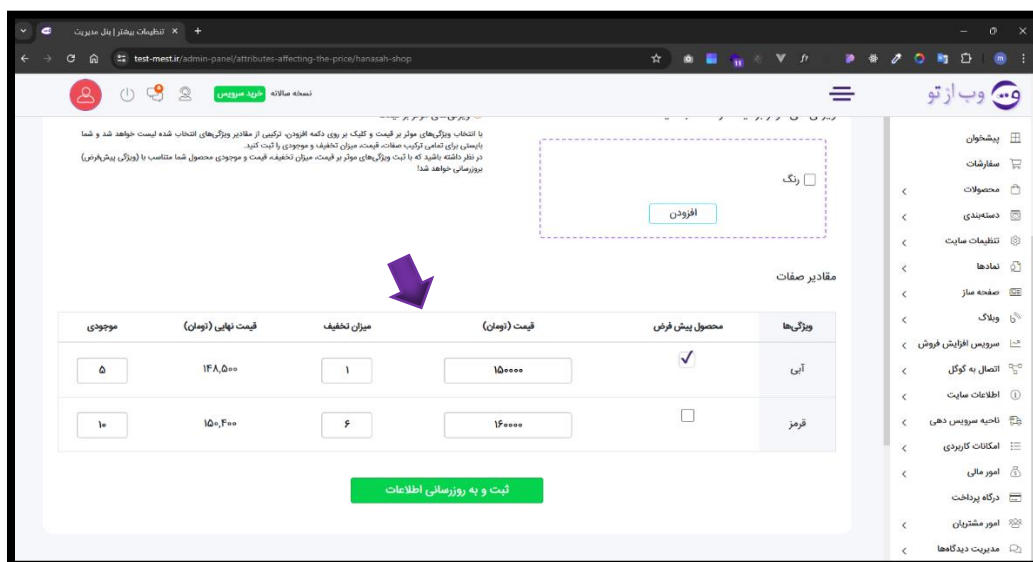 تنظیمات بیشتر | پنل مدیریت
test-mest.ir/admin-panel/attributes-affecting-the-price/hanasah-shop
11
m
وب از تو
نسخه سالانه
خرید سرویس
پیشخوان
سفارشات
محصولات
دسته‌بندی
تنظیمات سایت
نمادها
صفحه ساز
وبلاگ
سرویس افزایش فروش
اتصال به گوگل
اطلاعات سایت
ناحیه سرویس دهی
امکانات کاربردی
امور مالی
درگاه پرداخت
امور مشتریان
مدیریت دیدگاه‌ها
با انتخاب ویژگی‌های موثر بر قیمت و کلیک بر روی دکمه افزودن، ترکیبی از مقادیر ویژگی‌های انتخاب شده لیست خواهد شد و شما
بایستی برای تمامی ترکیب صفات، قیمت، میزان تخفیف و موجودی را ثبت کنید.
در نظر داشته باشید که با ثبت ویژگی‌های موثر بر قیمت، میزان تخفیف، قیمت و موجودی محصول شما متناسب با (ویژگی پیش‌فرض)
بروزرسانی خواهد شد!
رنگ
افزودن
مقادیر صفات
ویژگی‌ها محصول پیش فرض قیمت (تومان) میزان تخفیف قیمت نهایی (تومان) موجودی
آبی ۱۵۰۰۰۰ ۱ ۱۴۸,۵۰۰ ۵
قرمز ۱۶۰۰۰۰ ۶ ۱۵۰,۴۰۰ ۱۰
ثبت و به روزرسانی اطلاعات